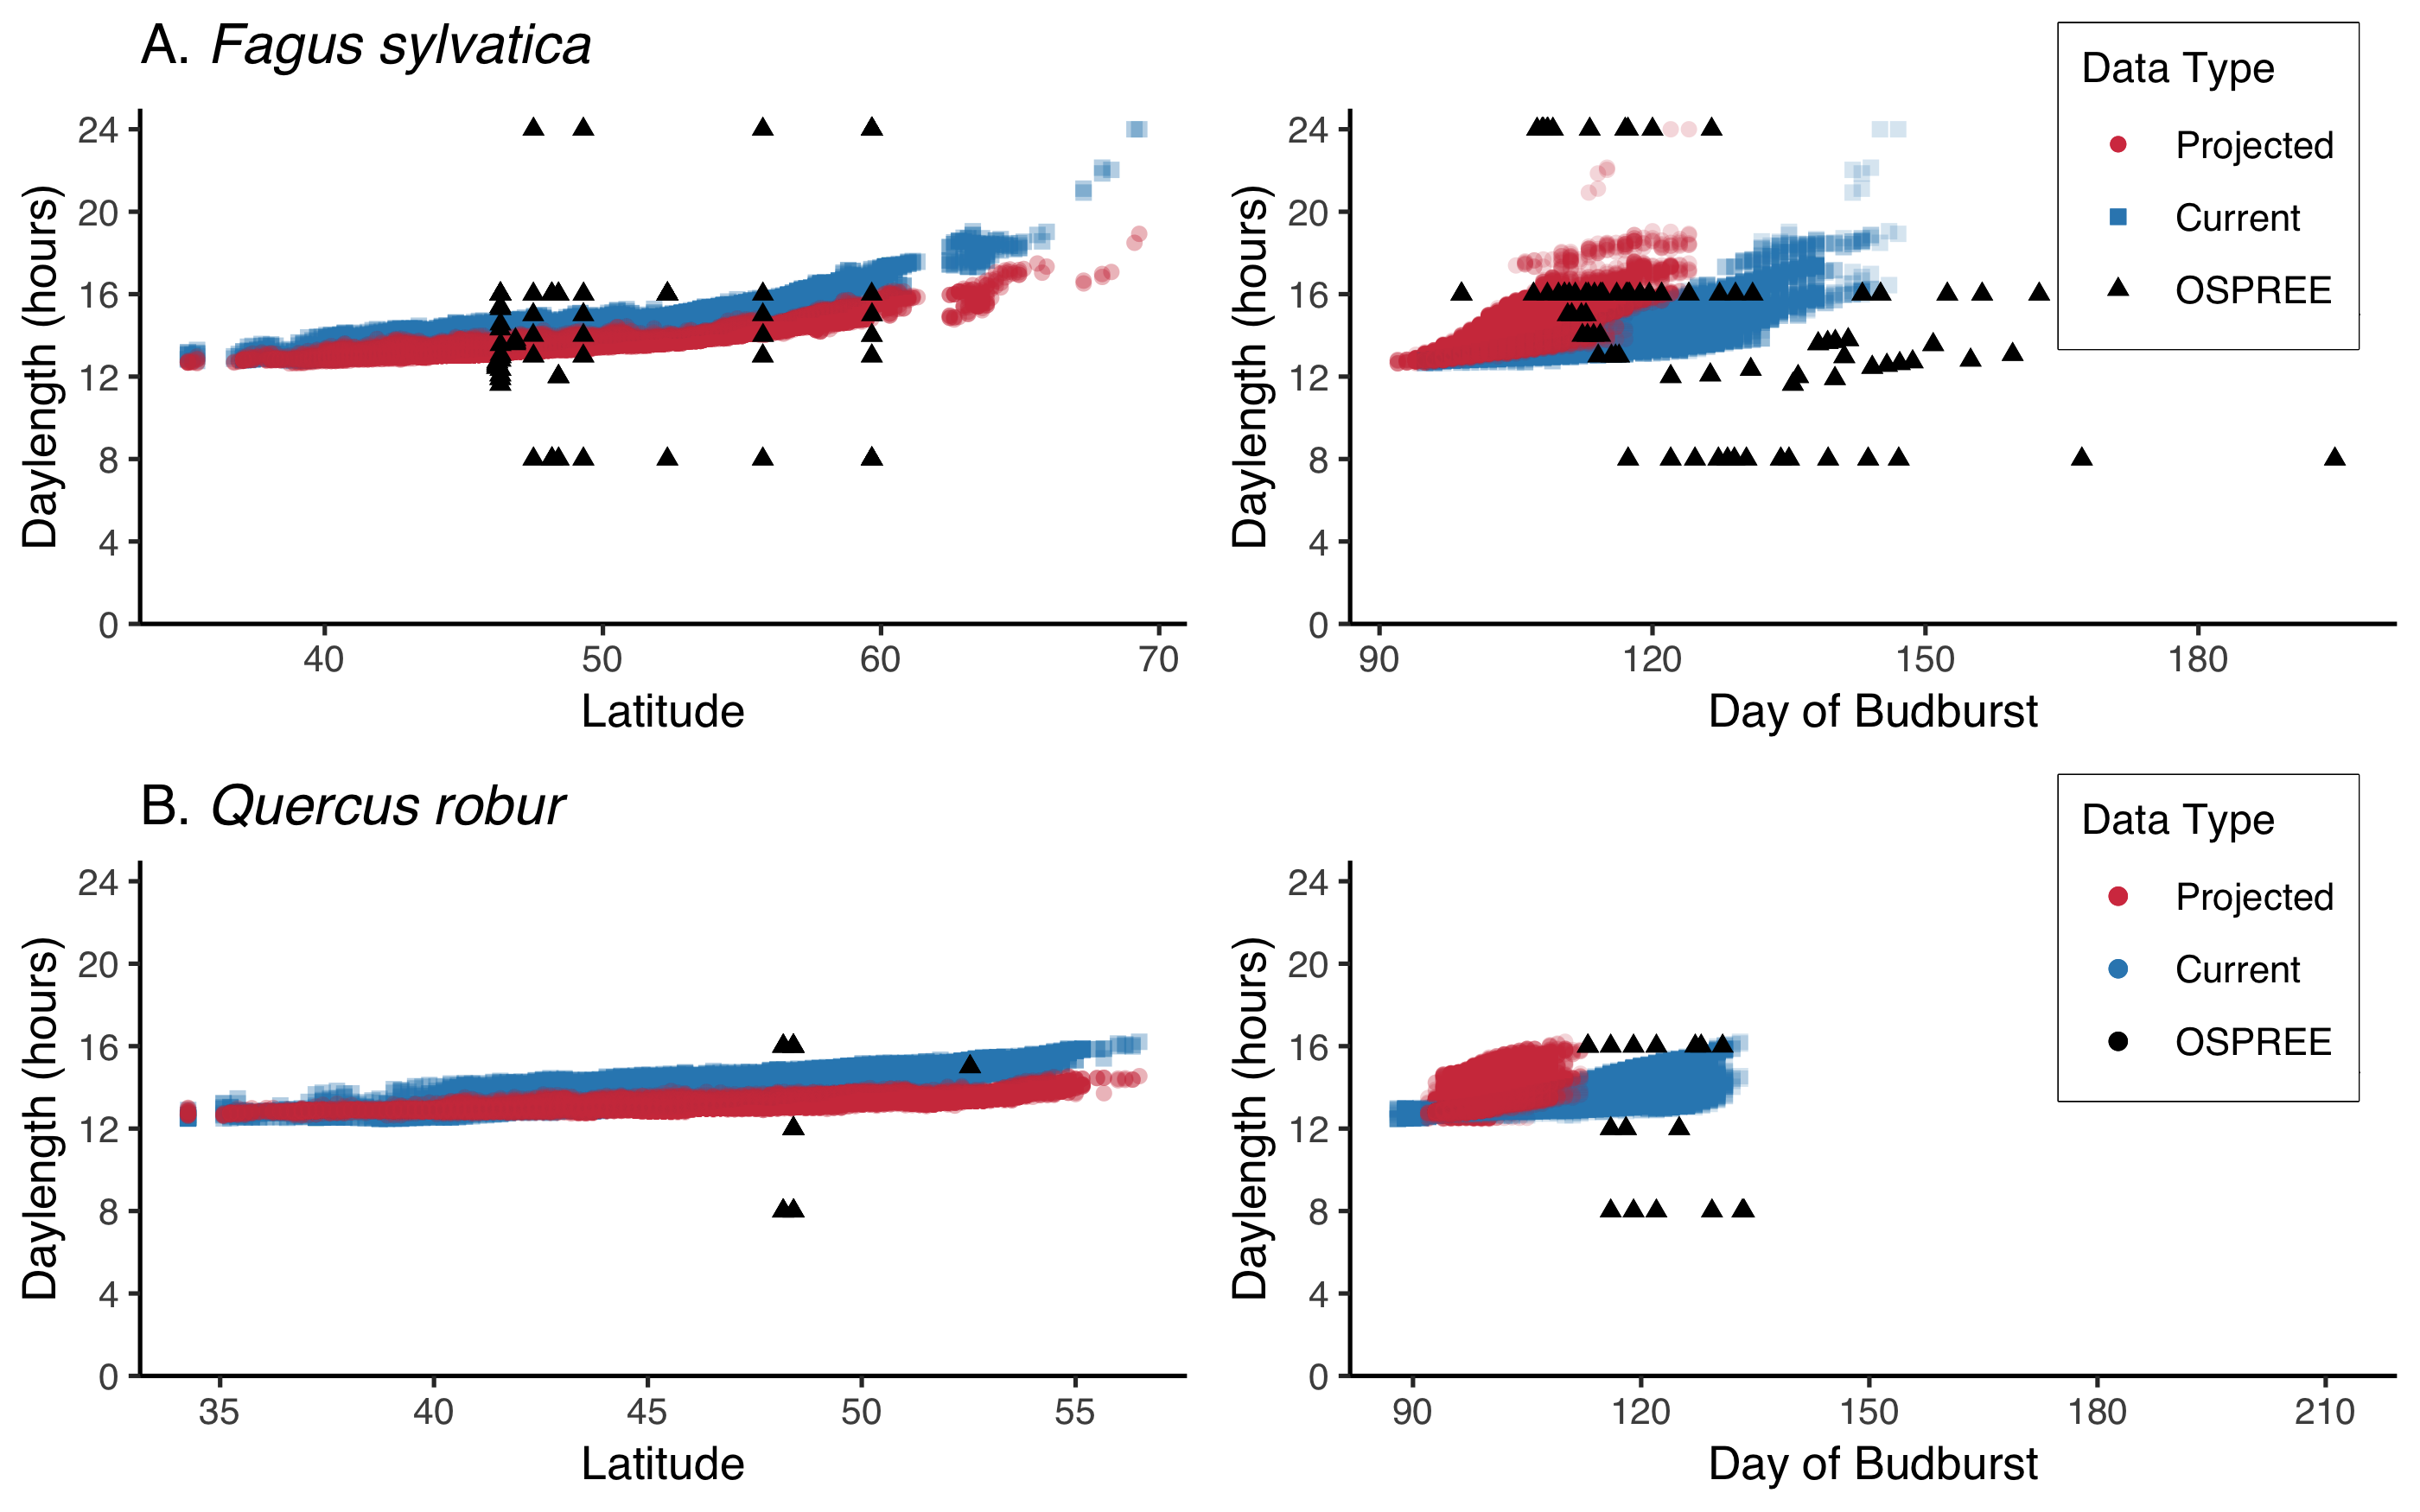 A. Fagus sylvatica
Daylength (hours)
24
20
16
12
8
4
0
40 50 60 70
Latitude
Daylength (hours)
24
20
16
12
8
4
0
90 120 150 180
Day of Budburst
Data Type
Projected
Current
OSPREE
B. Quercus robur
Daylength (hours)
24
20
16
12
8
4
0
35 40 45 50 55
Latitude
Daylength (hours)
24
20
16
12
8
4
0
90 120 150 180 210
Day of Budburst
Data Type
Projected
Current
OSPREE